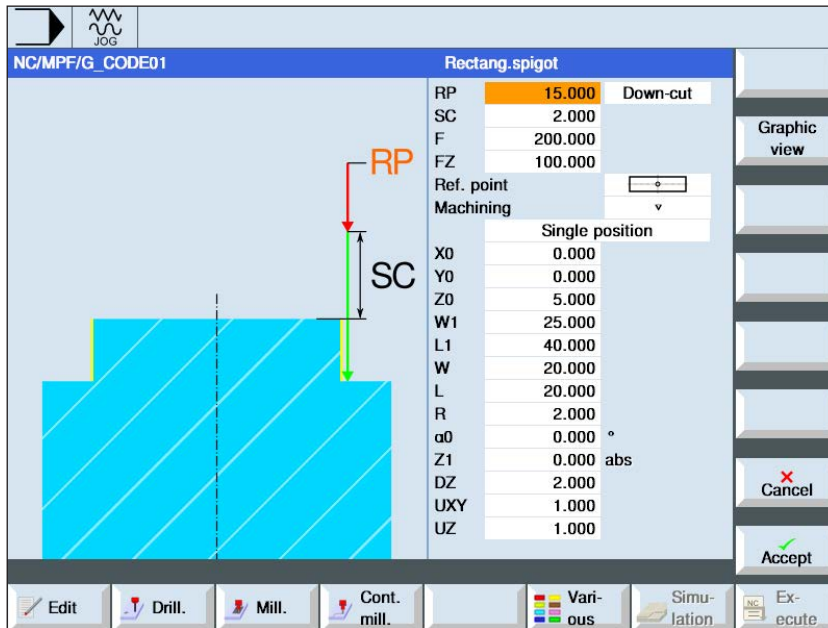 JOG
NC/MPF/G_CODE01
Rectang.spigot
RP 15.000 Down-cut
SC 2.000
F 200.000
FZ 100.000
Ref. point
Machining ▿
Single position
X0 0.000
Y0 0.000
Z0 5.000
W1 25.000
L1 40.000
W 20.000
L 20.000
R 2.000
α0 0.000 °
Z1 0.000 abs
DZ 2.000
UXY 1.000
UZ 1.000
RP
SC
Graphic
view
Cancel
Accept
Edit
Drill.
Mill.
Cont.
mill.
Vari-
ous
Simu-
lation
NC
Ex-
ecute